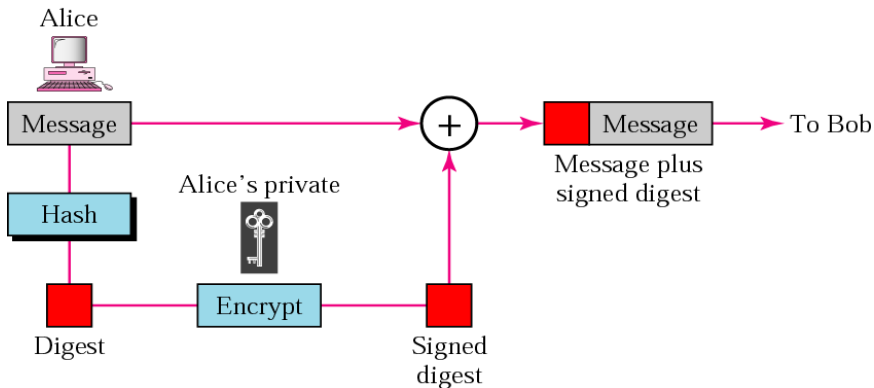 Alice
Message
+
Message
To Bob
Message plus
signed digest
Alice's private
Hash
Encrypt
Digest
Signed
digest